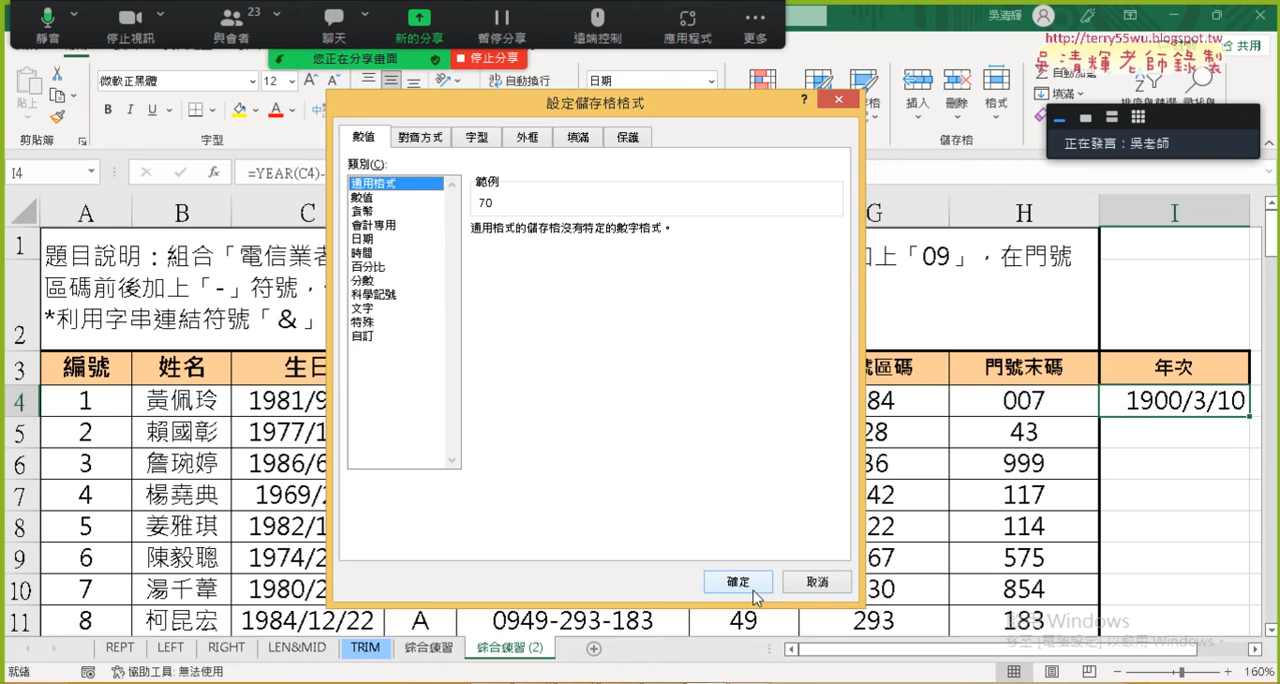 靜音
停止視訊
23
與會者
聊天
新的分享
暫停分享
遠端控制
應用程式
更多
您正在分享畫面
停止分享
吳清輝
http://terry55wu.blogspot.tw
吳清輝老師錄製
共用
正在發言：吳老師
貼上
剪貼簿
微軟正黑體
12
B I U
字型
自動換行
日期
插入
刪除
格式
儲存格
填滿
I4
=YEAR(C4)-
設定儲存格格式
數值
對齊方式
字型
外框
填滿
保護
類別(C):
通用格式
數值
貨幣
會計專用
日期
時間
百分比
分數
科學記號
文字
特殊
自訂
範例
70
通用格式的儲存格沒有特定的數字格式。
確定
取消
A B C G H I
1 題目說明：組合「電信業者 加上「09」，在門號
區碼前後加上「-」符號，
2 *利用字串連結符號「&」
3 編號 姓名 生日 號區碼 門號末碼 年次
4 1 黃佩玲 1981/9 84 007 1900/3/10
5 2 賴國彰 1977/1 28 43
6 3 詹琬婷 1986/6 36 999
7 4 楊堯典 1969/2 42 117
8 5 姜雅琪 1982/1 22 114
9 6 陳毅聰 1974/2 67 575
10 7 湯千葦 1980/2 30 854
11 8 柯昆宏 1984/12/22 A 0949-293-183 49 293 183
啟用 Windows
移至 [電腦設定] 以啟用 Windows。
REPT LEFT RIGHT LEN&MID TRIM 綜合練習 綜合練習 (2)
就緒
協助工具: 無法使用
160%